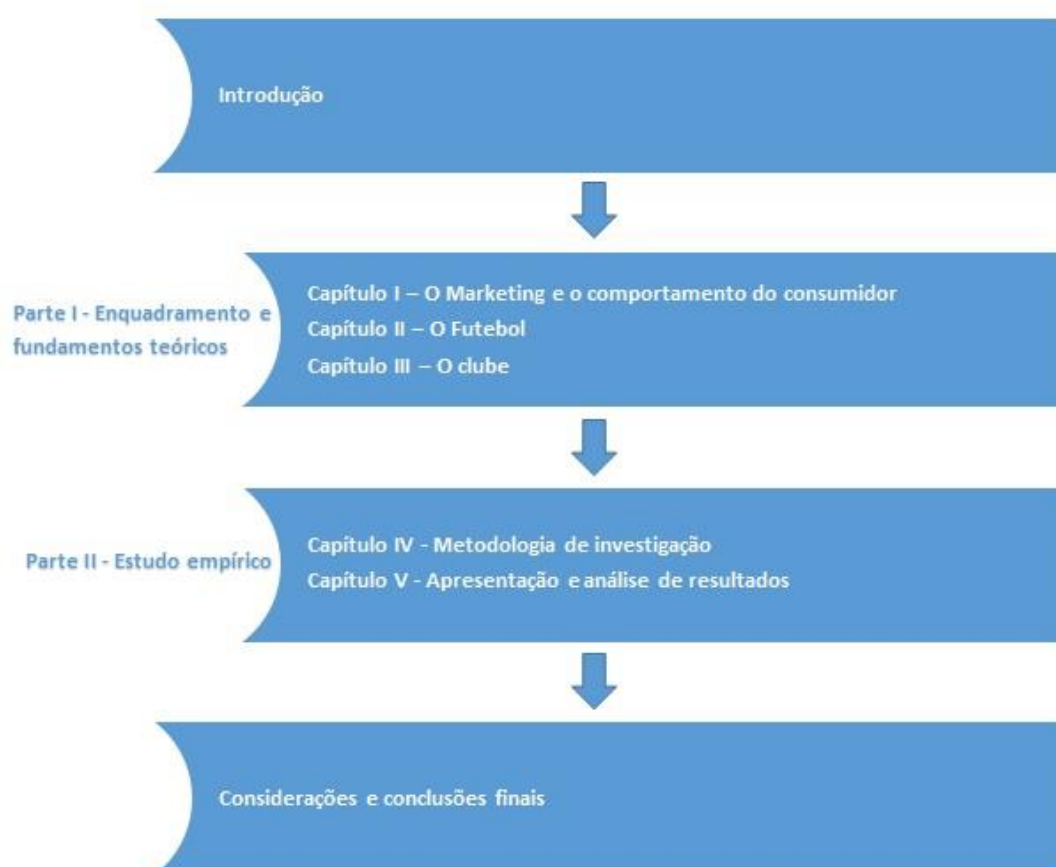 Introdução
Parte I - Enquadramento e
fundamentos teóricos
Capítulo I – O Marketing e o comportamento do consumidor
Capítulo II – O Futebol
Capítulo III – O clube
Parte II - Estudo empírico
Capítulo IV - Metodologia de investigação
Capítulo V - Apresentação e análise de resultados
Considerações e conclusões finais